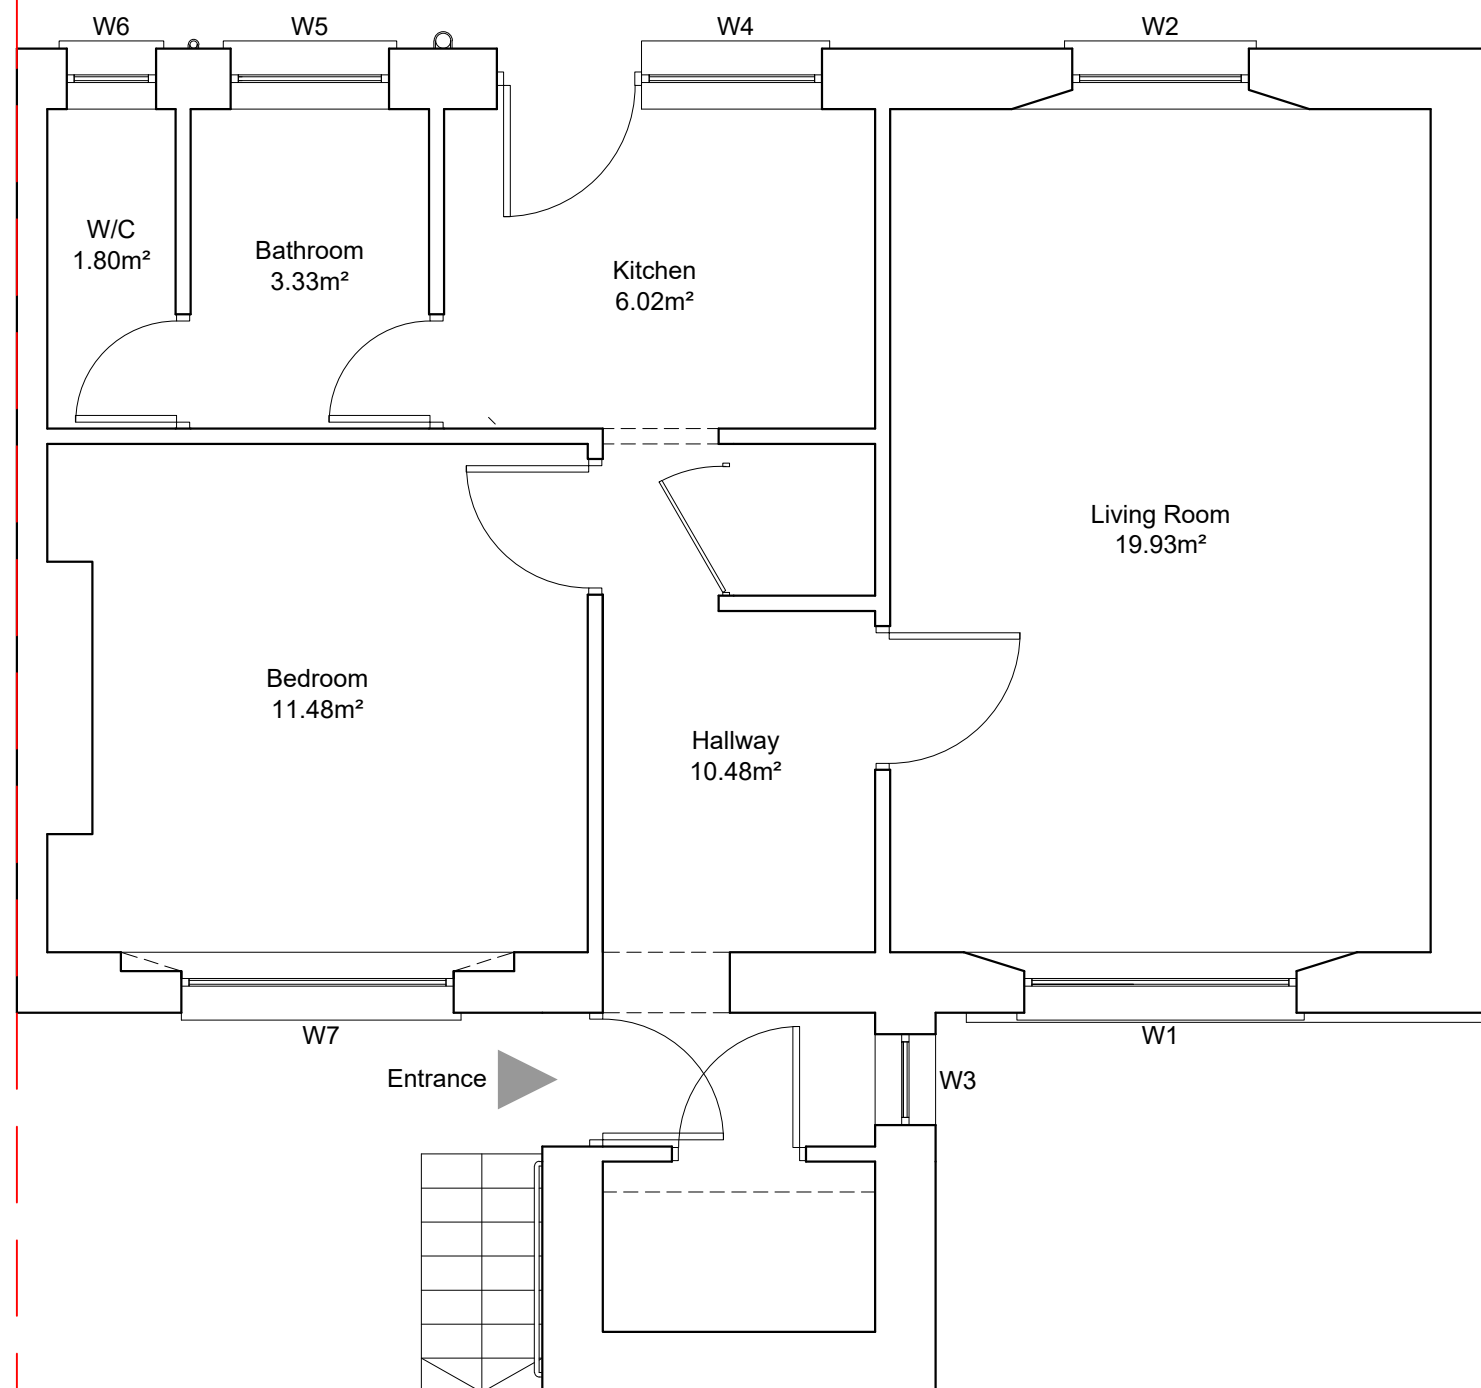 W6
W5
W4
W2
W/C
1.80m²
Bathroom
3.33m²
Kitchen
6.02m²
Living Room
19.93m²
Bedroom
11.48m²
Hallway
10.48m²
W7
W1
Entrance
W3